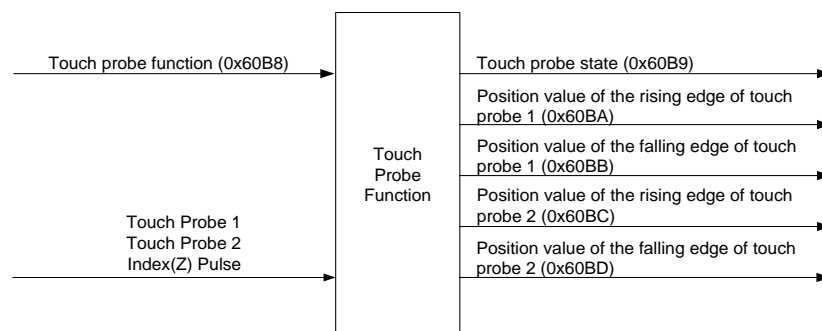 Touch probe function (0x60B8)
Touch Probe 1
Touch Probe 2
Index(Z) Pulse
Touch
Probe
Function
Touch probe state (0x60B9)
Position value of the rising edge of touch
probe 1 (0x60BA)
Position value of the falling edge of touch
probe 1 (0x60BB)
Position value of the rising edge of touch
probe 2 (0x60BC)
Position value of the falling edge of touch
probe 2 (0x60BD)